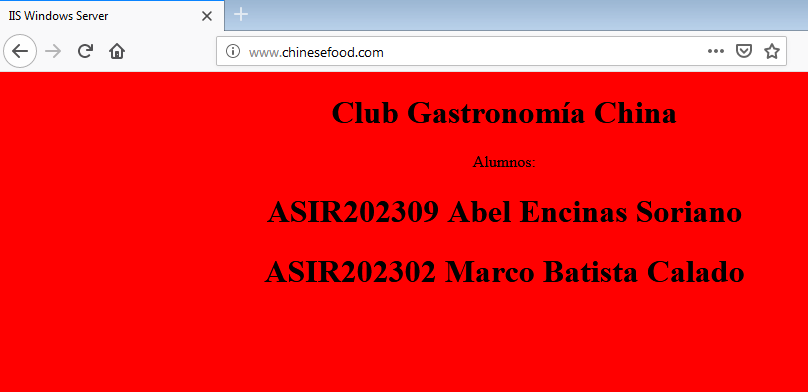 IIS Windows Server
www.chinesefood.com
Club Gastronomía China
Alumnos:
ASIR202309 Abel Encinas Soriano
ASIR202302 Marco Batista Calado